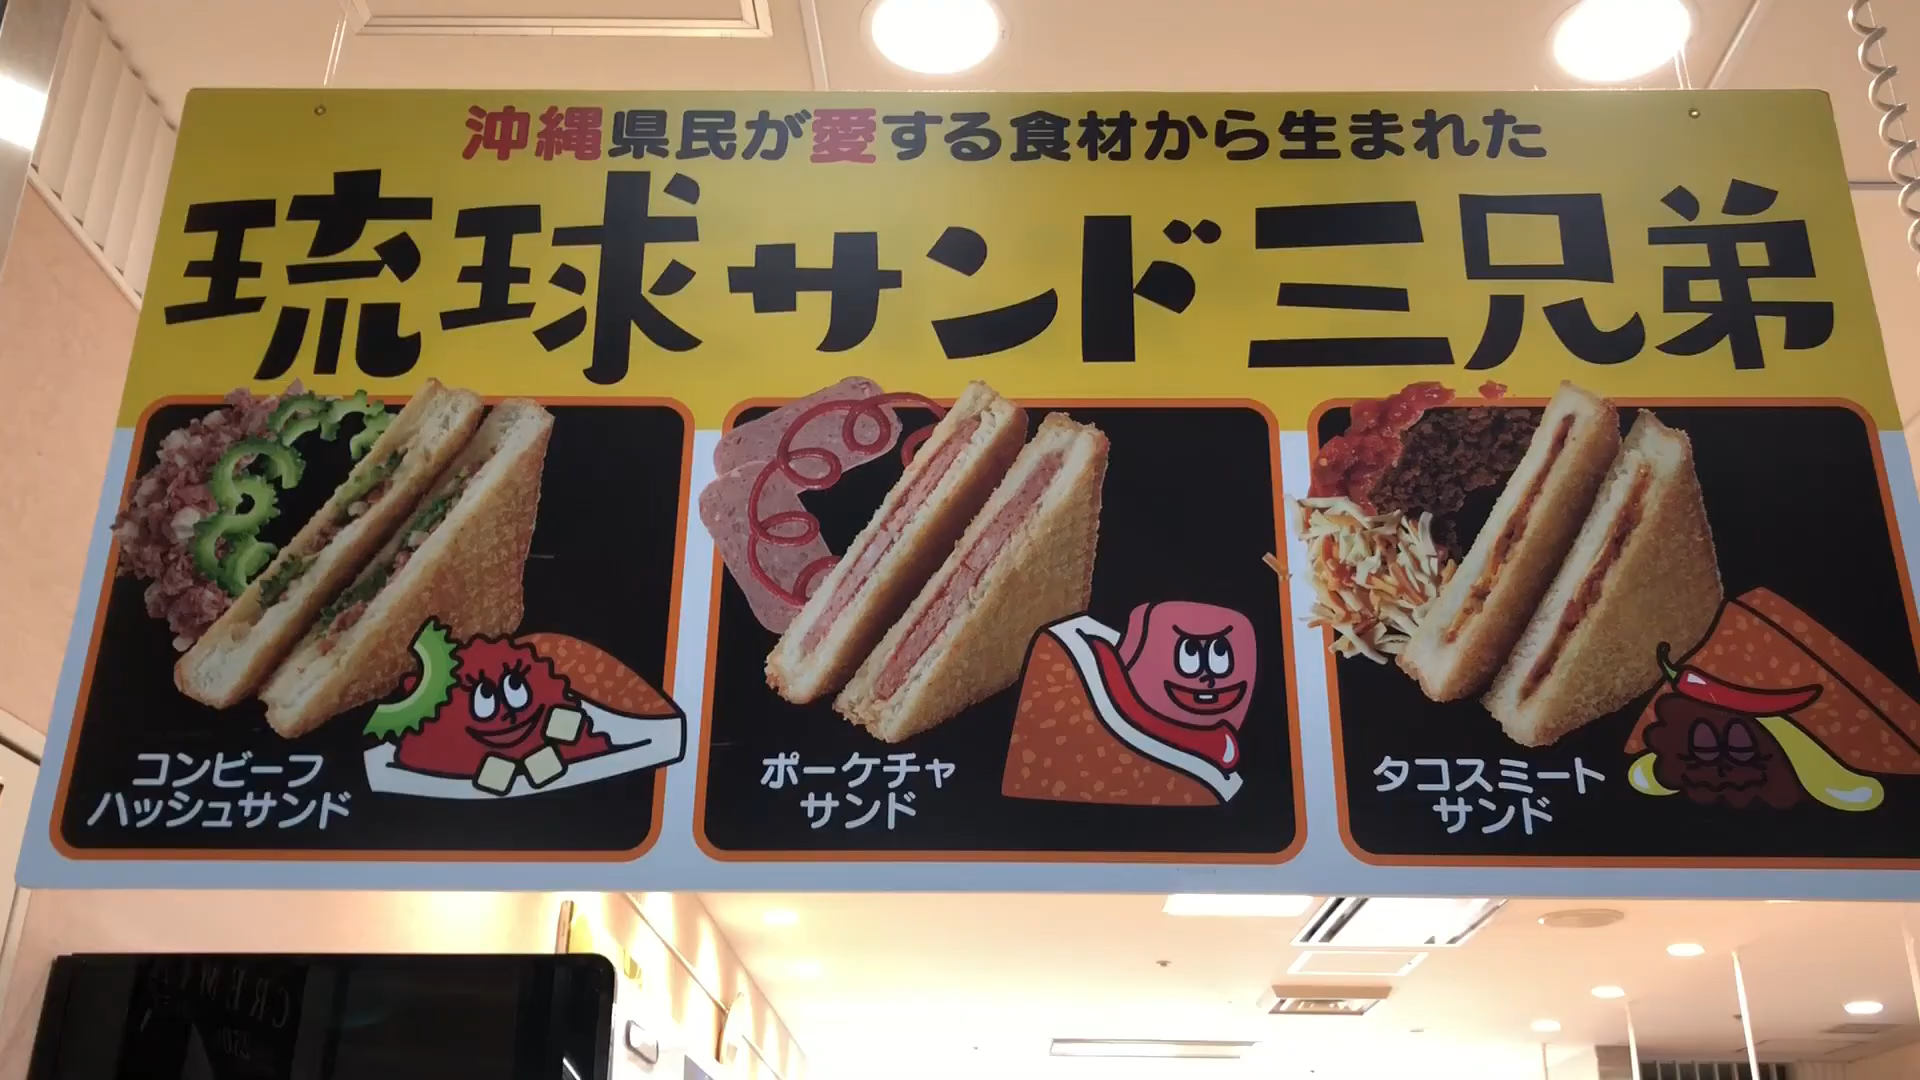 沖縄県民が愛する食材から生まれた
琉球サンド三兄弟
コンビーフ
ハッシュサンド
ポーケチャ
サンド
タコスミート
サンド